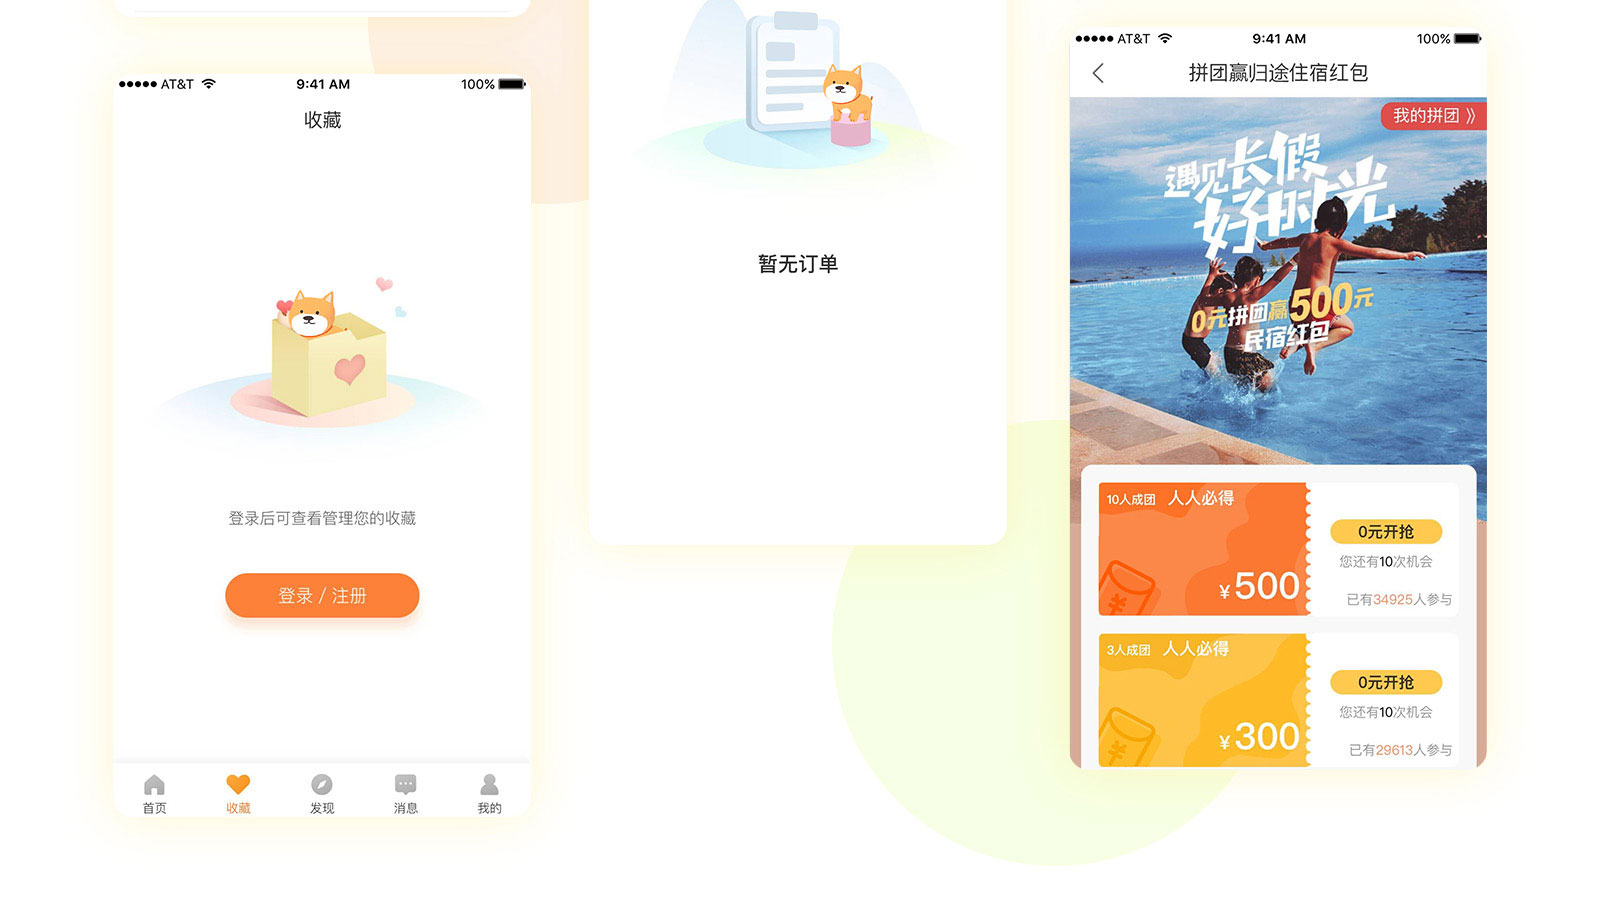 AT&T 9:41 AM 100%
收藏
登录后可查看管理您的收藏
登录 / 注册
首页 收藏 发现 消息 我的
暂无订单
AT&T 9:41 AM 100%
拼团赢归途住宿红包
我的拼团
遇见长假
好时光
0元拼团赢500元
民宿红包
10人成团 人人必得
¥500
0元开抢
您还有10次机会
已有34925人参与
3人成团 人人必得
¥300
0元开抢
您还有10次机会
已有29613人参与